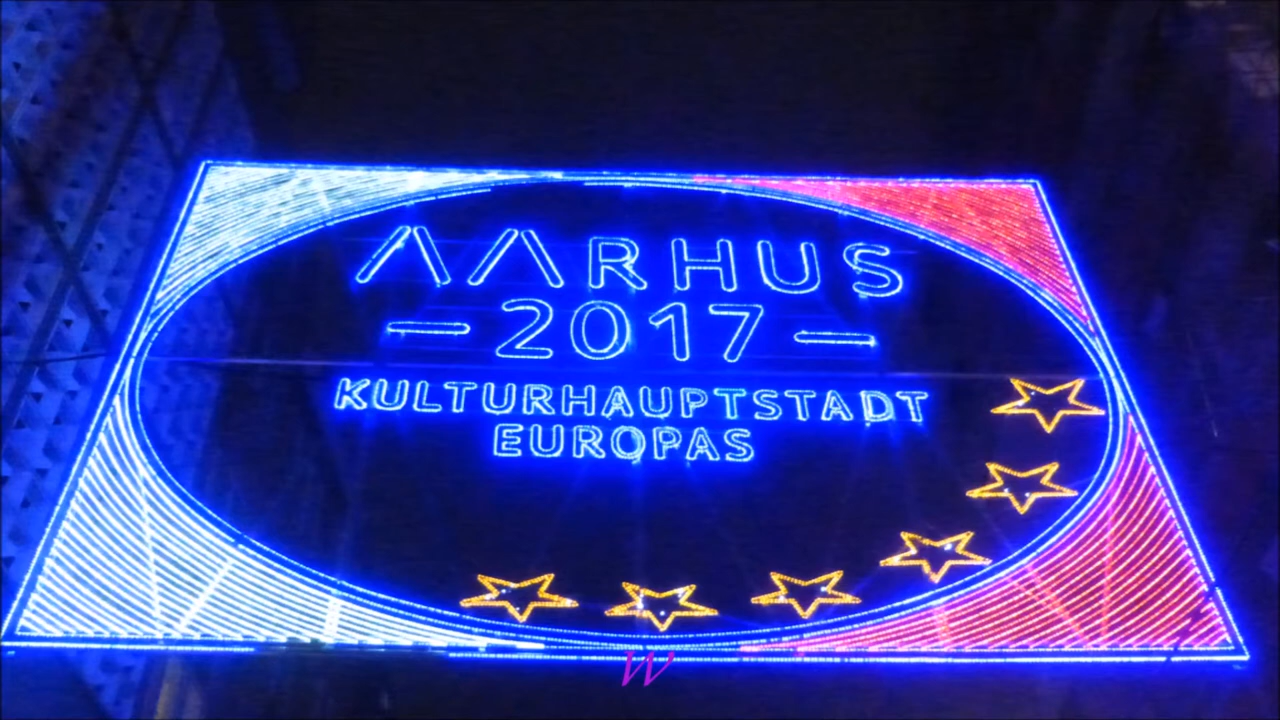 AARHUS
— 2017 —
KULTURHAUPTSTADT
EUROPAS
W